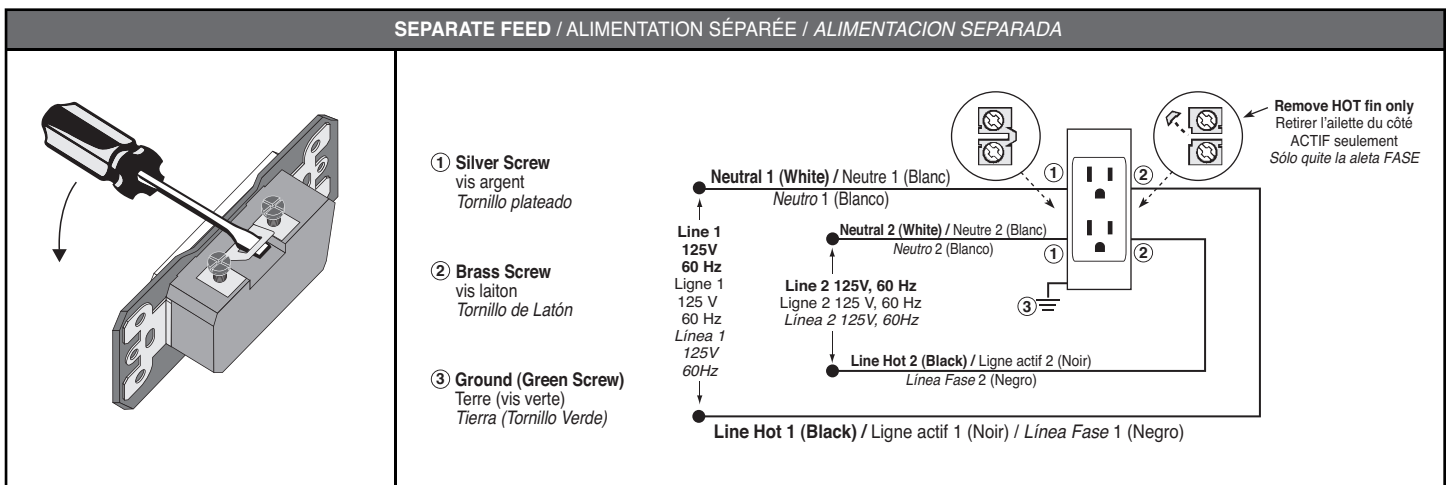 SEPARATE FEED / ALIMENTATION SÉPARÉE / ALIMENTACION SEPARADA
1 Silver Screw
vis argent
Tornillo plateado
2 Brass Screw
vis laiton
Tornillo de Latón
3 Ground (Green Screw)
Terre (vis verte)
Tierra (Tornillo Verde)
Remove HOT fin only
Retirer l'ailette du côté
ACTIF seulement
Sólo quite la aleta FASE
1
2
Neutral 1 (White) / Neutre 1 (Blanc)
Neutro 1 (Blanco)
Neutral 2 (White) / Neutre 2 (Blanc)
Neutro 2 (Blanco)
1
2
3
Line 1
125V
60 Hz
Ligne 1
125 V
60 Hz
Línea 1
125V
60Hz
Line 2 125V, 60 Hz
Ligne 2 125 V, 60 Hz
Línea 2 125V, 60Hz
Line Hot 2 (Black) / Ligne actif 2 (Noir)
Línea Fase 2 (Negro)
Line Hot 1 (Black) / Ligne actif 1 (Noir) / Línea Fase 1 (Negro)